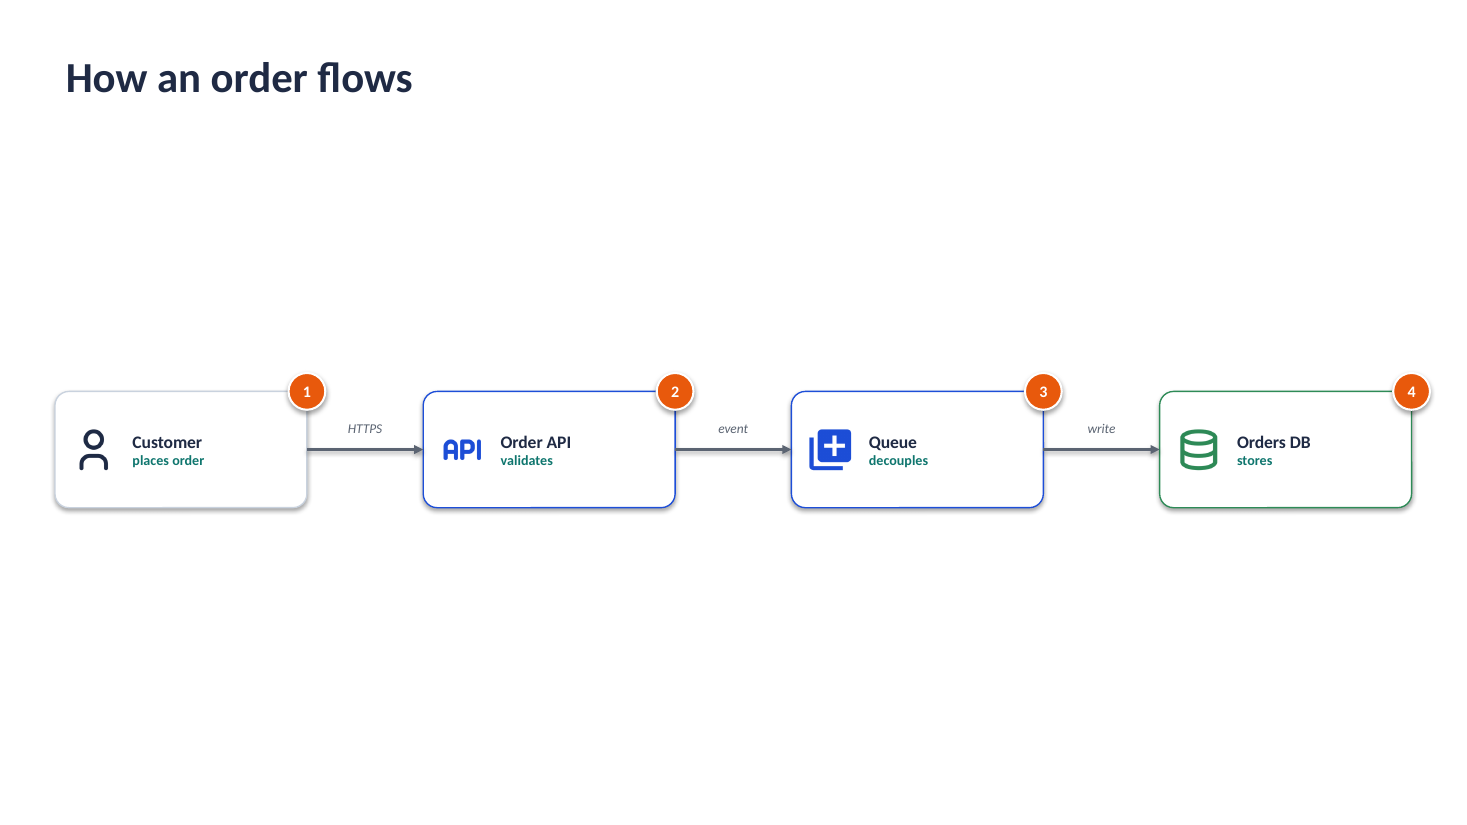 How an order flows
1
Customer
places order
HTTPS
2
API
Order API
validates
event
3
Queue
decouples
write
4
Orders DB
stores